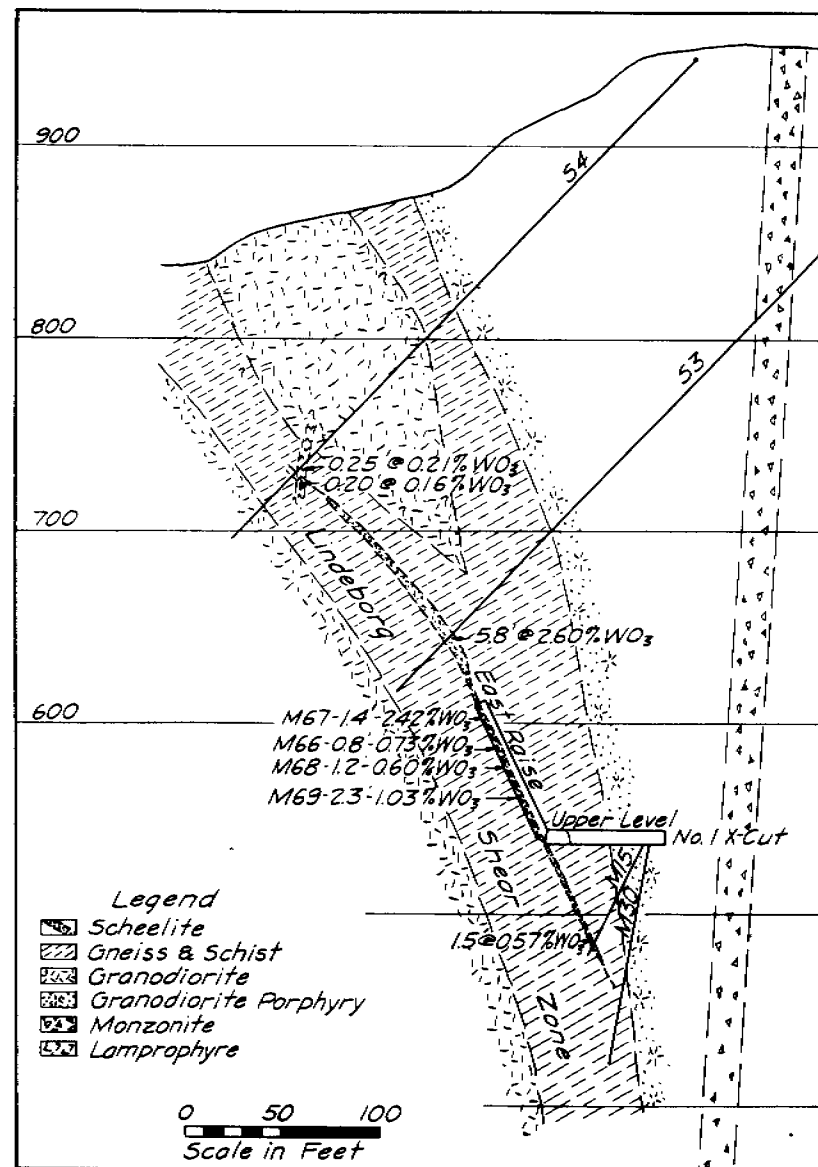 900
54
800
53
0.25' @ 0.21% WO3
0.20' @ 0.16% WO3
700
Lindeborg
5.8' @ 2.60% WO3
East Raise
600
M67-1.4-2.42% WO3
M66-0.8-0.73% WO3
M68-1.2-0.60% WO3
M69-2.3-1.03% WO3
Upper Level
No. 1 X-Cut
Shear
M15
M30
1.5 @ 0.57% WO3
Zone
Legend
Scheelite
Gneiss & Schist
Granodiorite
Granodiorite Porphyry
Monzonite
Lamprophyre
0 50 100
Scale in Feet